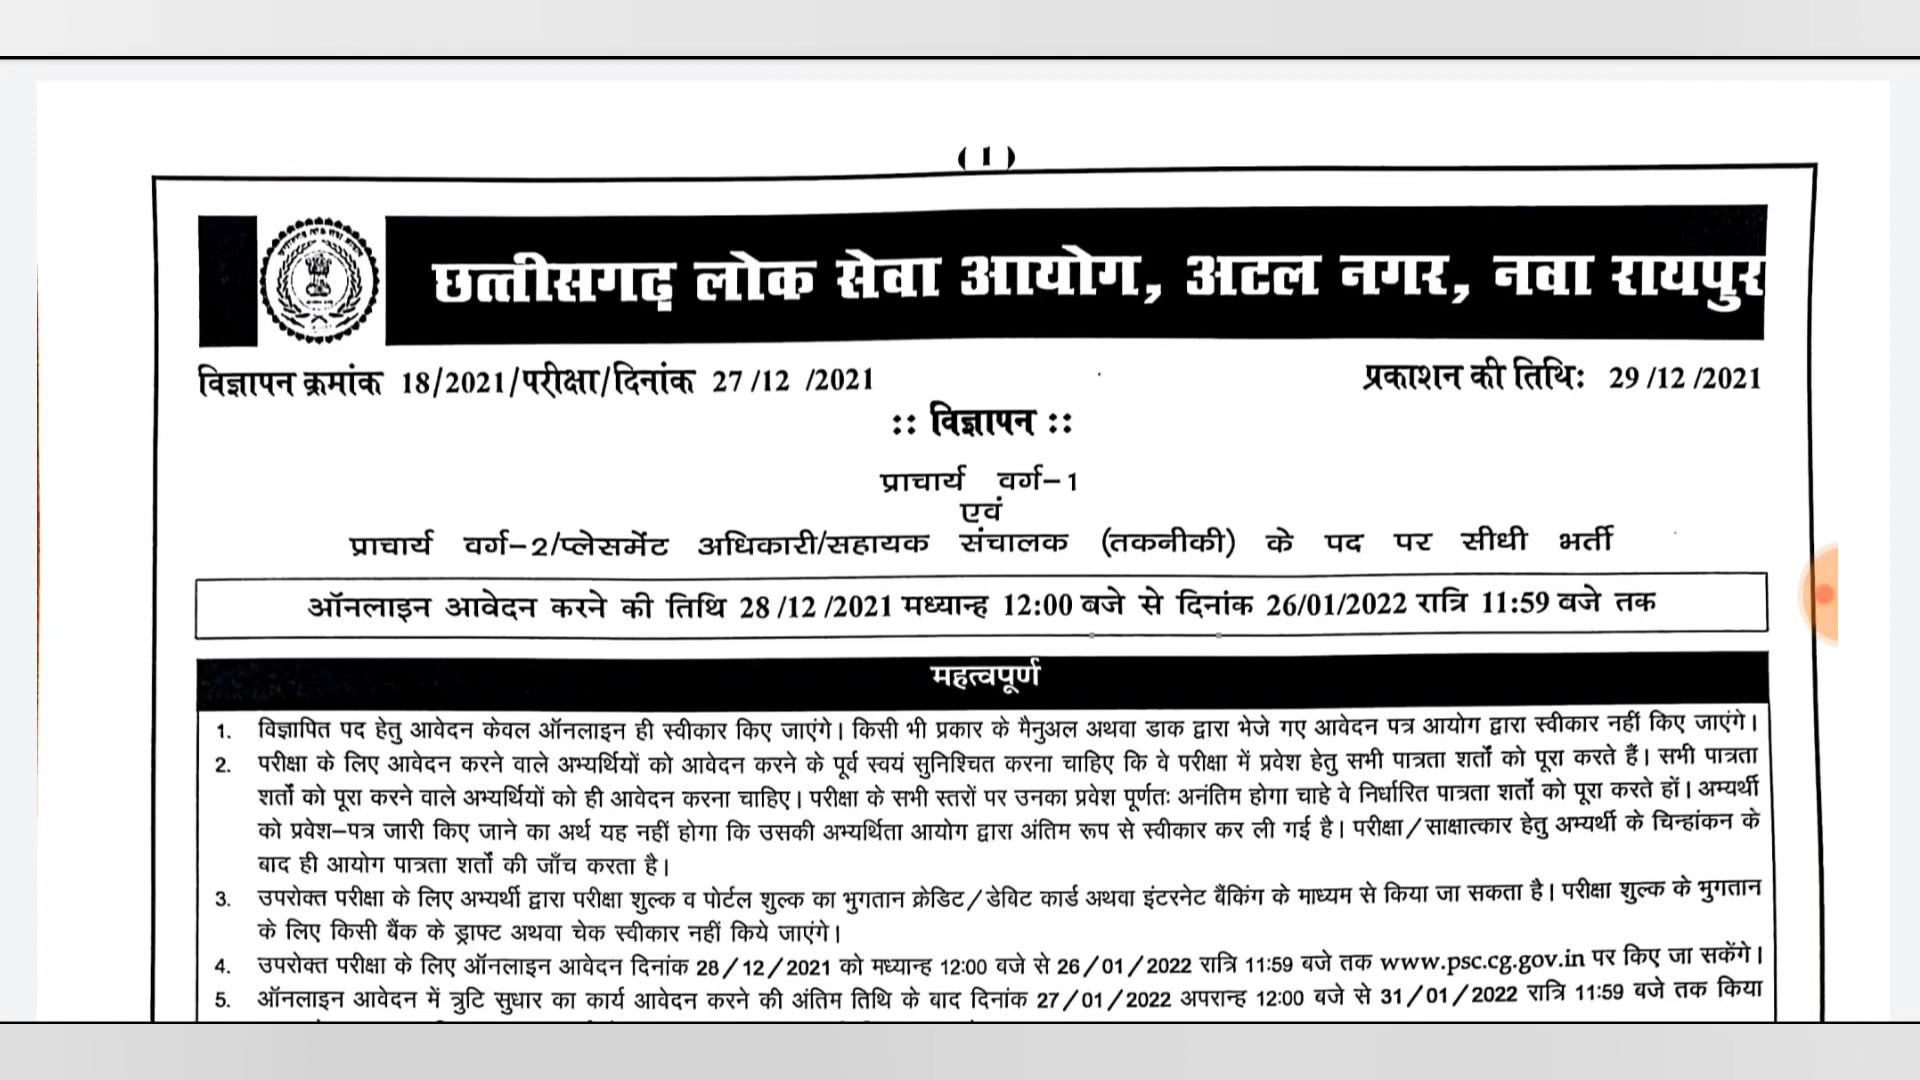 ( 1 )
छत्तीसगढ़ लोक सेवा आयोग, अटल नगर, नवा रायपुर
विज्ञापन क्रमांक 18/2021/परीक्षा/दिनांक 27 /12 /2021 प्रकाशन की तिथिः 29 /12 /2021
:: विज्ञापन ::
प्राचार्य वर्ग–1
एवं
प्राचार्य वर्ग–2/प्लेसमेंट अधिकारी/सहायक संचालक (तकनीकी) के पद पर सीधी भर्ती
ऑनलाइन आवेदन करने की तिथि 28 /12 /2021 मध्यान्ह 12:00 बजे से दिनांक 26/01/2022 रात्रि 11:59 बजे तक
महत्वपूर्ण
1. विज्ञापित पद हेतु आवेदन केवल ऑनलाइन ही स्वीकार किए जाएंगे। किसी भी प्रकार के मैनुअल अथवा डाक द्वारा भेजे गए आवेदन पत्र आयोग द्वारा स्वीकार नहीं किए जाएंगे।
2. परीक्षा के लिए आवेदन करने वाले अभ्यर्थियों को आवेदन करने के पूर्व स्वयं सुनिश्चित करना चाहिए कि वे परीक्षा में प्रवेश हेतु सभी पात्रता शर्तों को पूरा करते हैं। सभी पात्रता
शर्तों को पूरा करने वाले अभ्यर्थियों को ही आवेदन करना चाहिए। परीक्षा के सभी स्तरों पर उनका प्रवेश पूर्णतः अनंतिम होगा चाहे वे निर्धारित पात्रता शर्तों को पूरा करते हों। अभ्यर्थी
को प्रवेश–पत्र जारी किए जाने का अर्थ यह नहीं होगा कि उसकी अभ्यर्थिता आयोग द्वारा अंतिम रूप से स्वीकार कर ली गई है। परीक्षा/साक्षात्कार हेतु अभ्यर्थी के चिन्हांकन के
बाद ही आयोग पात्रता शर्तों की जाँच करता है।
3. उपरोक्त परीक्षा के लिए अभ्यर्थी द्वारा परीक्षा शुल्क व पोर्टल शुल्क का भुगतान क्रेडिट/डेबिट कार्ड अथवा इंटरनेट बैंकिंग के माध्यम से किया जा सकता है। परीक्षा शुल्क के भुगतान
के लिए किसी बैंक के ड्राफ्ट अथवा चेक स्वीकार नहीं किये जाएंगे।
4. उपरोक्त परीक्षा के लिए ऑनलाइन आवेदन दिनांक 28/12/2021 को मध्यान्ह 12:00 बजे से 26/01/2022 रात्रि 11:59 बजे तक www.psc.cg.gov.in पर किए जा सकेंगे।
5. ऑनलाइन आवेदन में त्रुटि सुधार का कार्य आवेदन करने की अंतिम तिथि के बाद दिनांक 27/01/2022 अपरान्ह 12:00 बजे से 31/01/2022 रात्रि 11:59 बजे तक किया